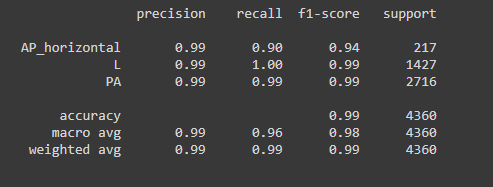 precision recall f1-score support
AP_horizontal 0.99 0.90 0.94 217
L 0.99 1.00 0.99 1427
PA 0.99 0.99 0.99 2716
accuracy 0.99 4360
macro avg 0.99 0.96 0.98 4360
weighted avg 0.99 0.99 0.99 4360